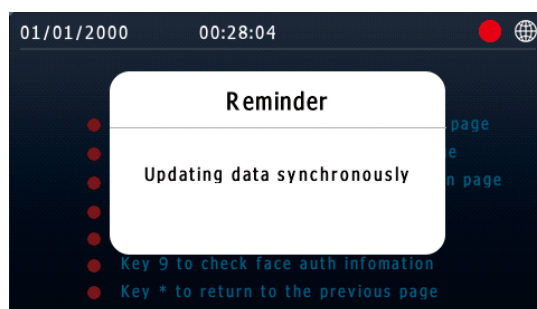 01/01/2000 00:28:04
Reminder
page
e
n page
Updating data synchronously
Key 9 to check face auth infomation
Key * to return to the previous page